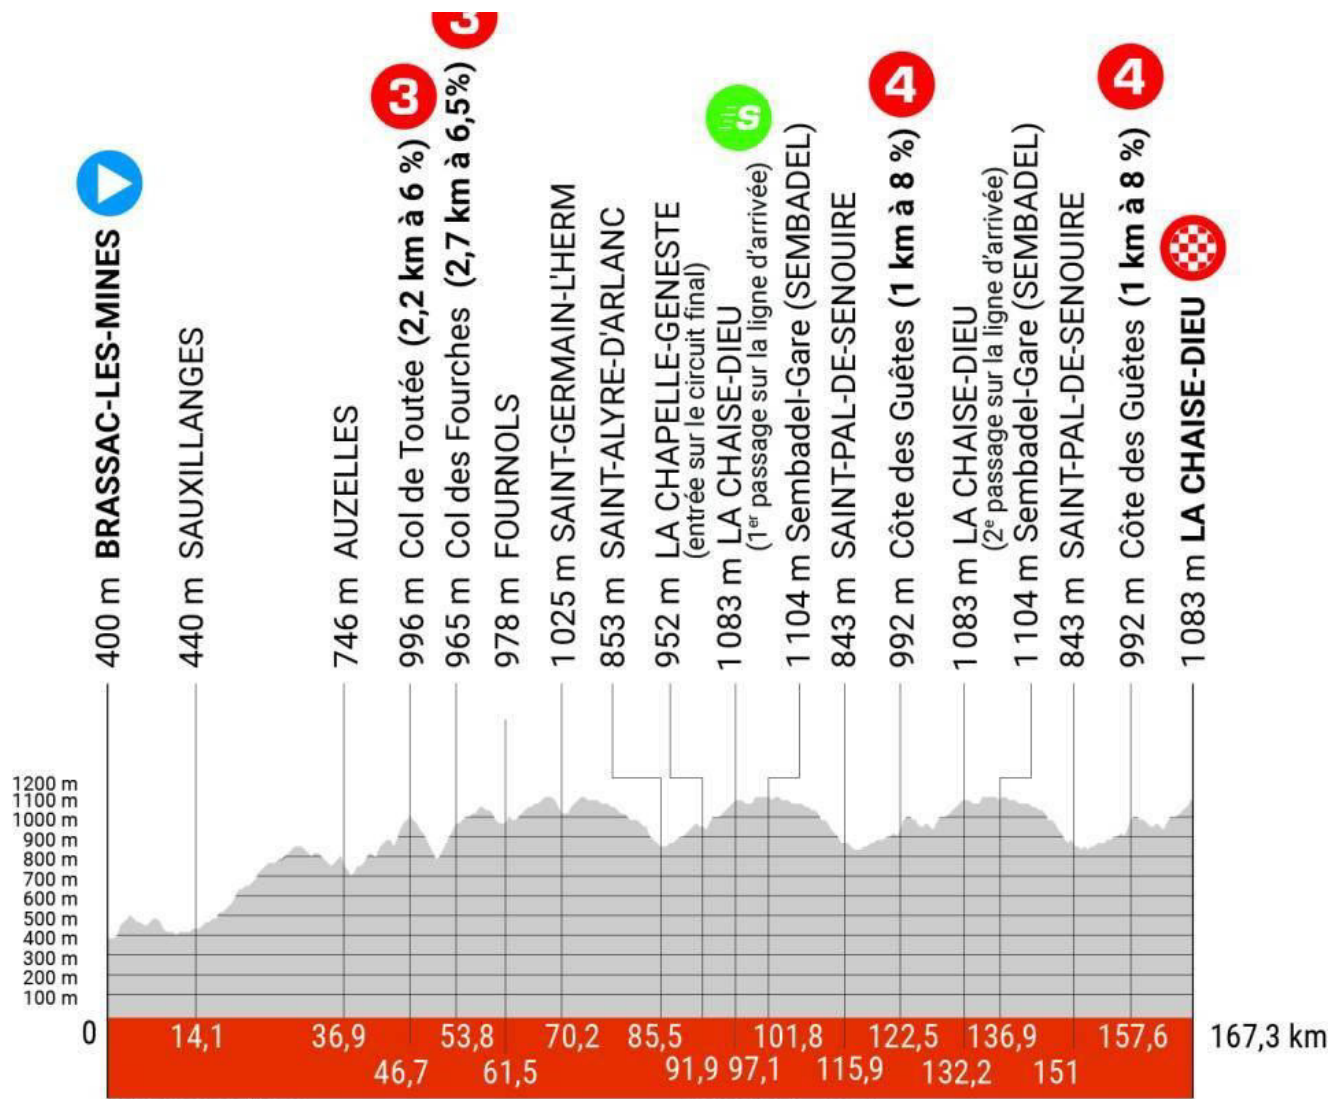 3
3
4
4
S
400 m BRASSAC-LES-MINES
440 m SAUXILLANGES
746 m AUZELLES
996 m Col de Toutée (2,2 km à 6 %)
965 m Col des Fourches (2,7 km à 6,5%)
978 m FOURNOLS
1 025 m SAINT-GERMAIN-L'HERM
853 m SAINT-ALYRE-D'ARLANC
952 m LA CHAPELLE-GENESTE
(entrée sur le circuit final)
1 083 m LA CHAISE-DIEU
(1er passage sur la ligne d'arrivée)
1 104 m Sembadel-Gare (SEMBADEL)
843 m SAINT-PAL-DE-SENOUIRE
992 m Côte des Guêtes (1 km à 8 %)
1 083 m LA CHAISE-DIEU
(2e passage sur la ligne d'arrivée)
1 104 m Sembadel-Gare (SEMBADEL)
843 m SAINT-PAL-DE-SENOUIRE
992 m Côte des Guêtes (1 km à 8 %)
1 083 m LA CHAISE-DIEU
1200 m
1100 m
1000 m
900 m
800 m
700 m
600 m
500 m
400 m
300 m
200 m
100 m
0 14,1 36,9 53,8 70,2 85,5 101,8 122,5 136,9 157,6 167,3 km
46,7 61,5 91,9 97,1 115,9 132,2 151